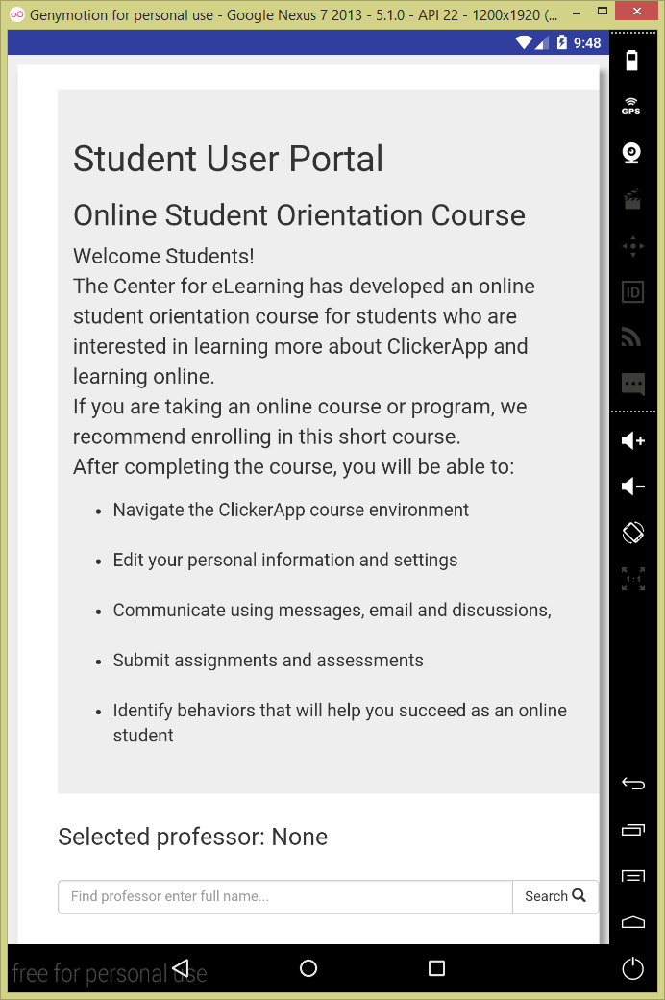 Genymotion for personal use - Google Nexus 7 2013 - 5.1.0 - API 22 - 1200x1920 (...
9:48
GPS
Student User Portal
Online Student Orientation Course
Welcome Students!
The Center for eLearning has developed an online
student orientation course for students who are
interested in learning more about ClickerApp and
learning online.
If you are taking an online course or program, we
recommend enrolling in this short course.
After completing the course, you will be able to:
• Navigate the ClickerApp course environment
• Edit your personal information and settings
• Communicate using messages, email and discussions,
• Submit assignments and assessments
• Identify behaviors that will help you succeed as an online
student
ID
1:1
Selected professor: None
Find professor enter full name...
Search
free for personal use